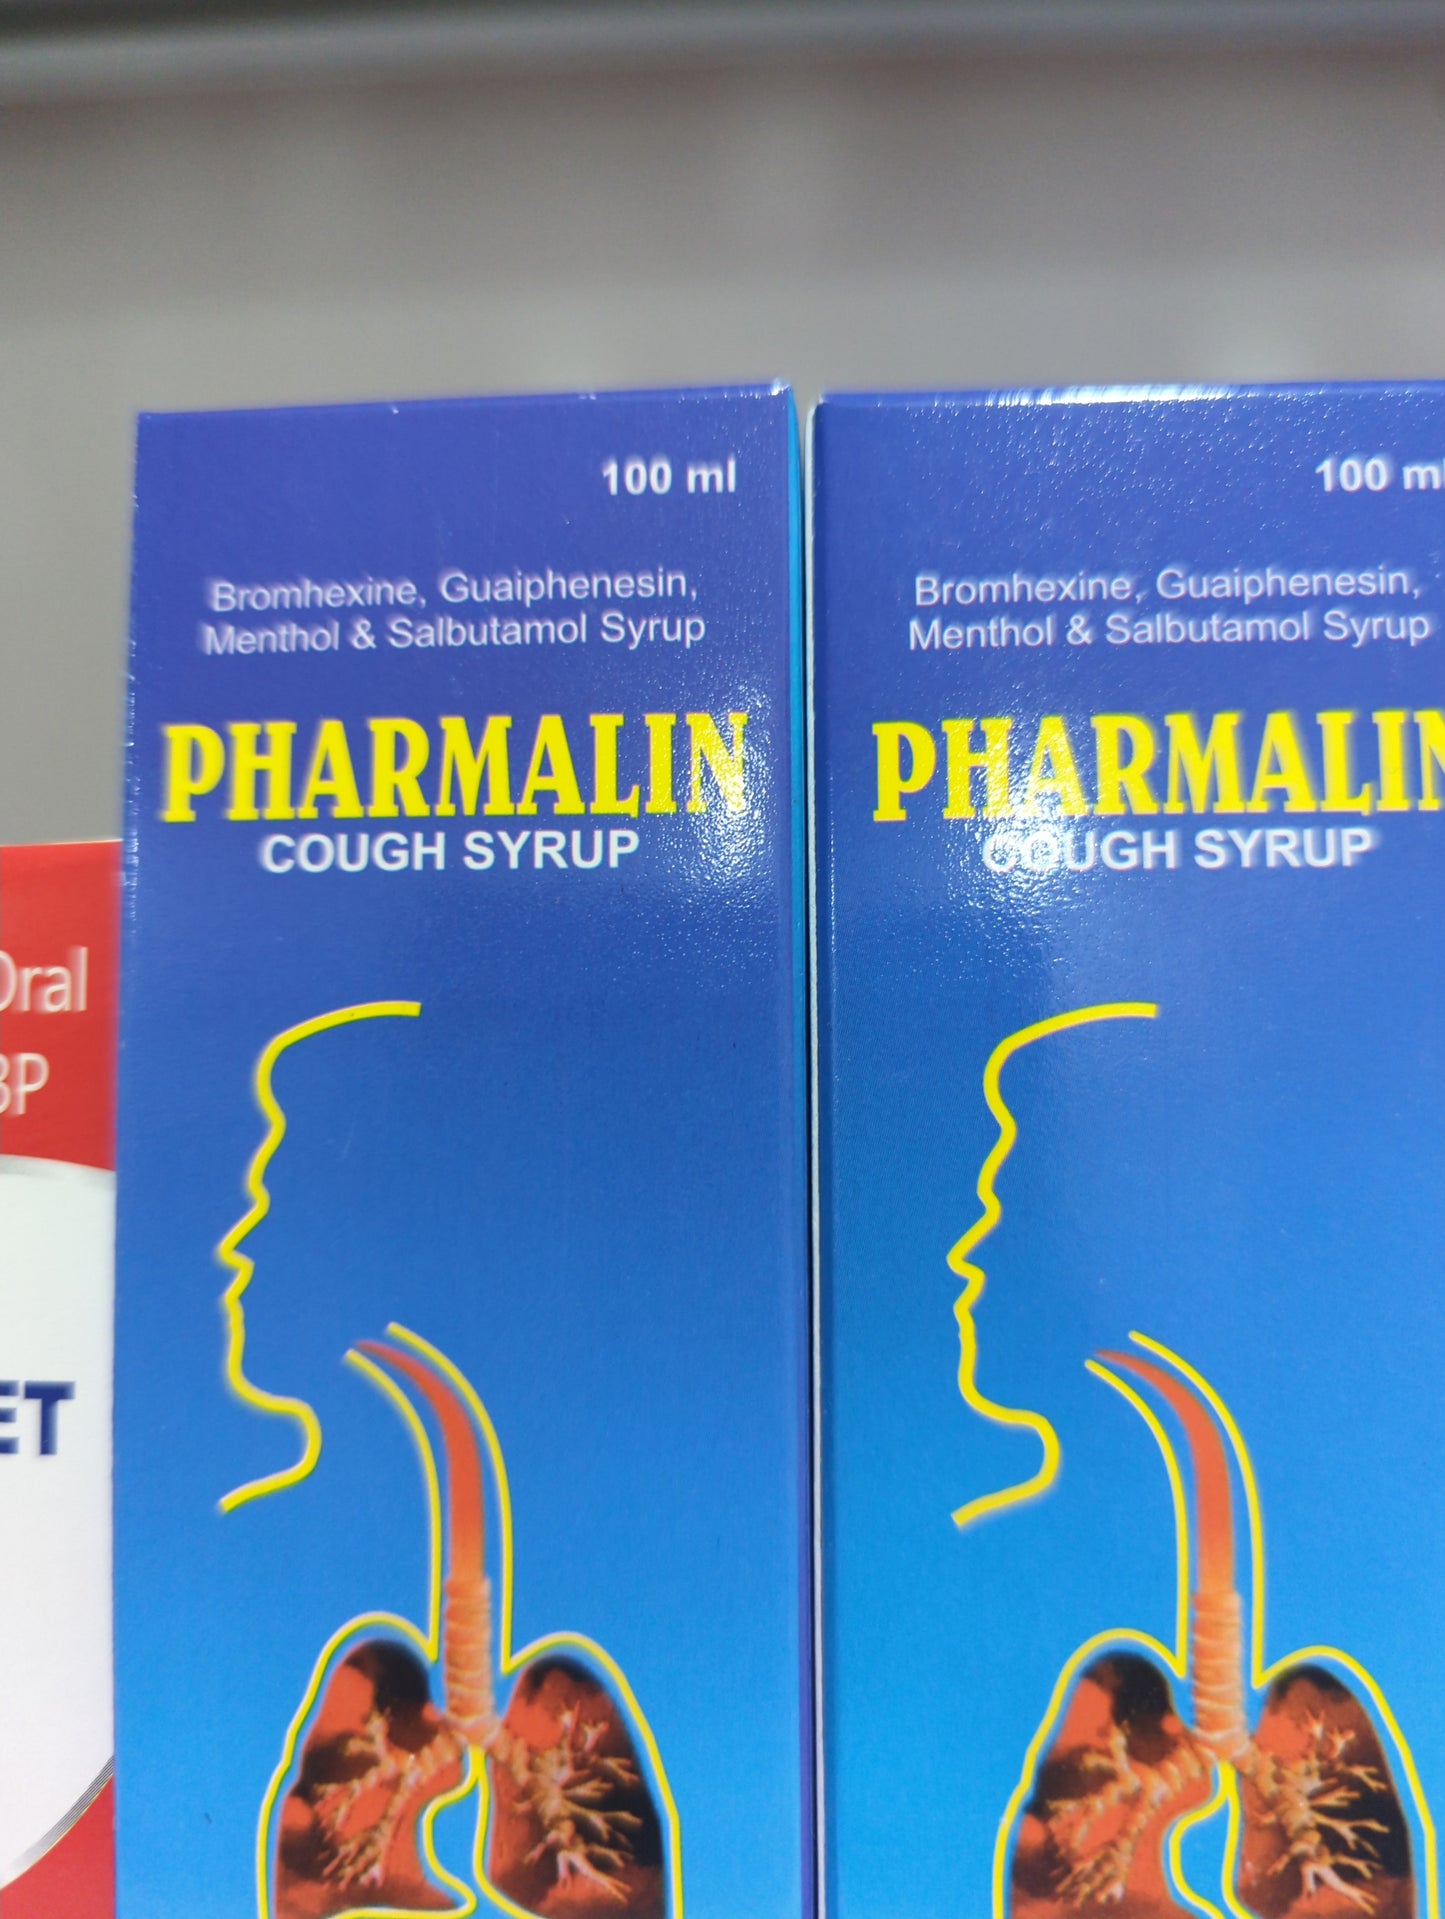 100 ml
Bromhexine, Guaiphenesin,
Menthol & Salbutamol Syrup
PHARMALIN
COUGH SYRUP
100 ml
Bromhexine, Guaiphenesin,
Menthol & Salbutamol Syrup
PHARMALIN
COUGH SYRUP
Oral
BP
ET